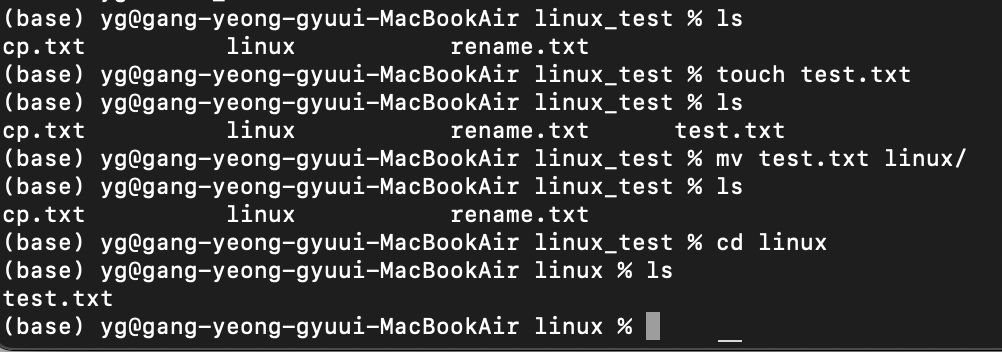 (base) yg@gang-yeong-gyuui-MacBookAir linux_test % ls
cp.txt linux rename.txt
(base) yg@gang-yeong-gyuui-MacBookAir linux_test % touch test.txt
(base) yg@gang-yeong-gyuui-MacBookAir linux_test % ls
cp.txt linux rename.txt test.txt
(base) yg@gang-yeong-gyuui-MacBookAir linux_test % mv test.txt linux/
(base) yg@gang-yeong-gyuui-MacBookAir linux_test % ls
cp.txt linux rename.txt
(base) yg@gang-yeong-gyuui-MacBookAir linux_test % cd linux
(base) yg@gang-yeong-gyuui-MacBookAir linux % ls
test.txt
(base) yg@gang-yeong-gyuui-MacBookAir linux %